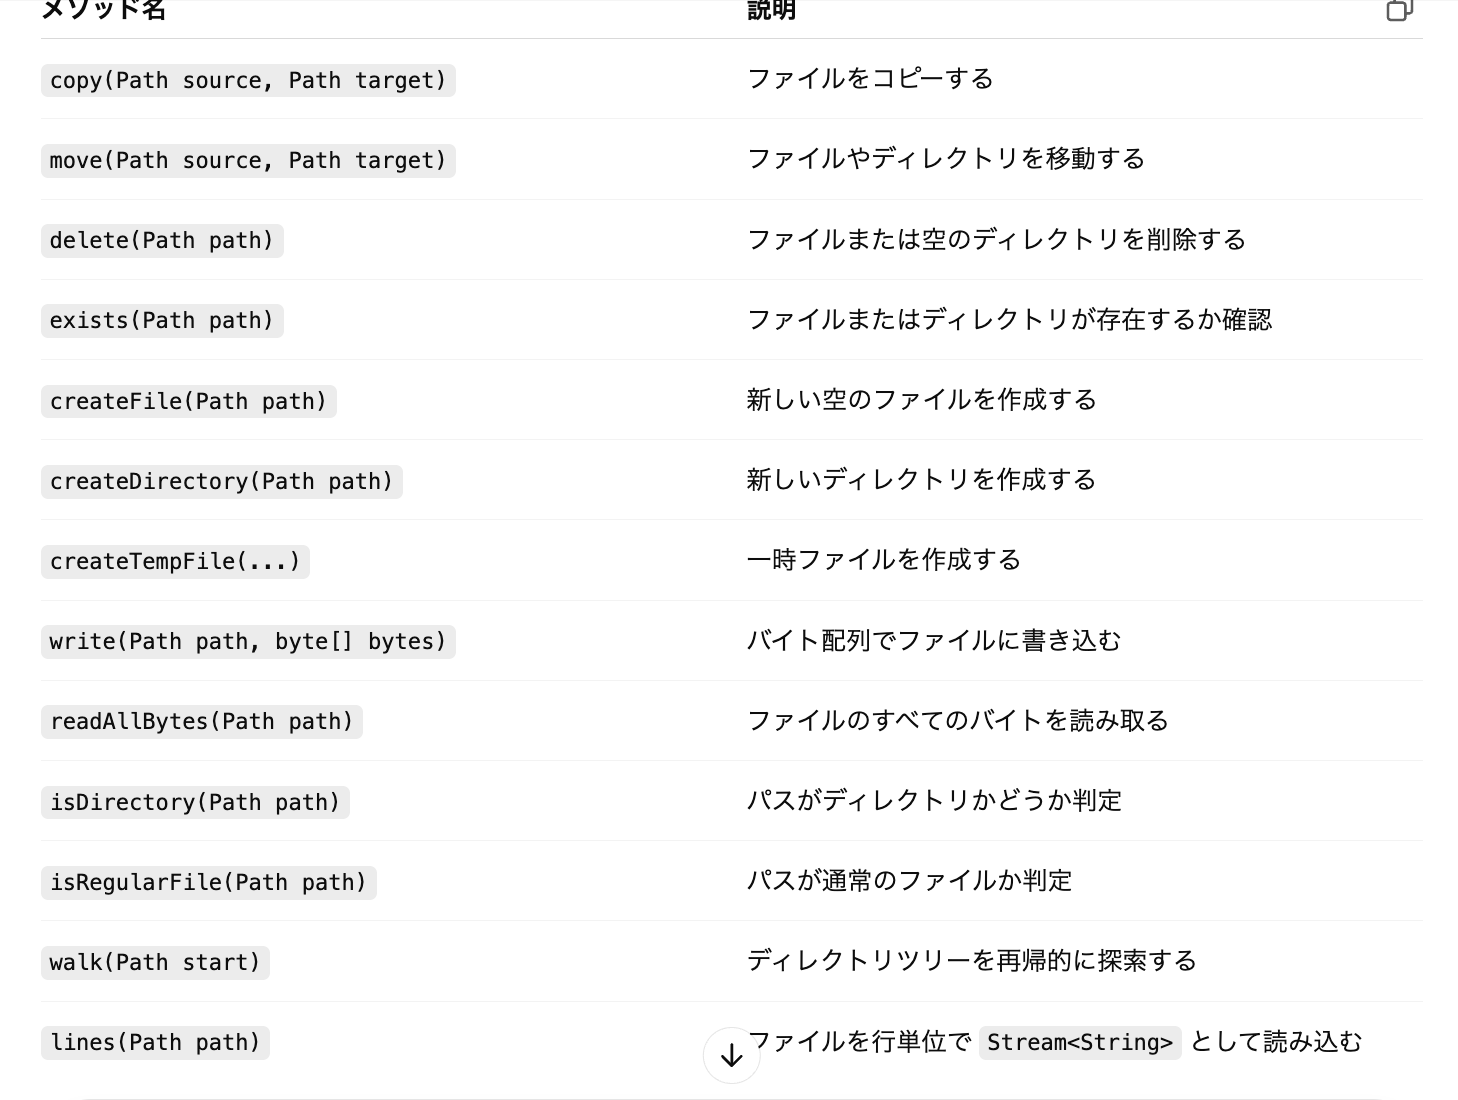 メソッド名 説明
copy(Path source, Path target) ファイルをコピーする
move(Path source, Path target) ファイルやディレクトリを移動する
delete(Path path) ファイルまたは空のディレクトリを削除する
exists(Path path) ファイルまたはディレクトリが存在するか確認
createFile(Path path) 新しい空のファイルを作成する
createDirectory(Path path) 新しいディレクトリを作成する
createTempFile(...) 一時ファイルを作成する
write(Path path, byte[] bytes) バイト配列でファイルに書き込む
readAllBytes(Path path) ファイルのすべてのバイトを読み取る
isDirectory(Path path) パスがディレクトリかどうか判定
isRegularFile(Path path) パスが通常のファイルか判定
walk(Path start) ディレクトリツリーを再帰的に探索する
lines(Path path) ファイルを行単位で Stream<String> として読み込む